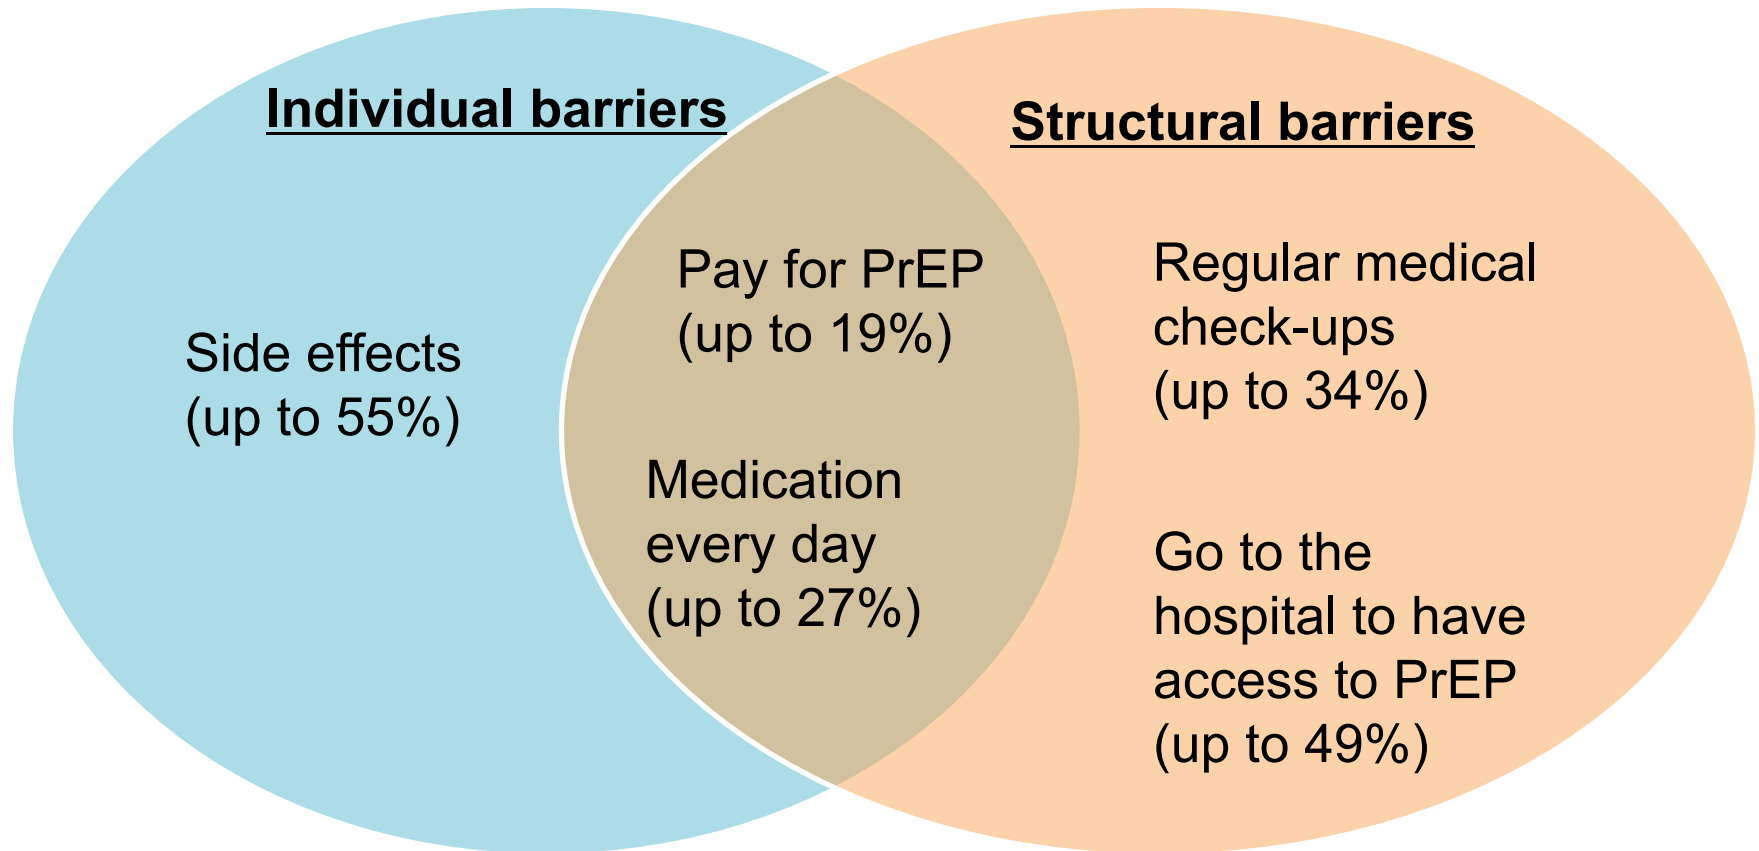 Individual barriers
Structural barriers
Side effects
(up to 55%)
Pay for PrEP
(up to 19%)
Medication
every day
(up to 27%)
Regular medical
check-ups
(up to 34%)
Go to the
hospital to have
access to PrEP
(up to 49%)